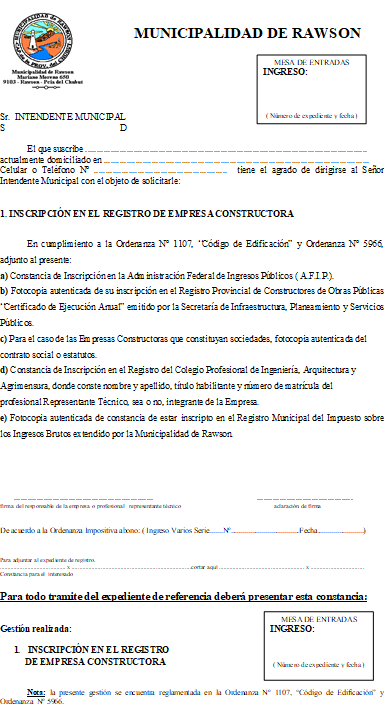 MUNICIPALIDAD DE RAWSON
MUNICIPALIDAD DE RAWSON
Municipalidad de Rawson
Mariano Moreno 650
9103 - Rawson - Pcia del Chubut
MESA DE ENTRADAS
INGRESO:
( Número de expediente y fecha )
Sr. INTENDENTE MUNICIPAL
S D
El que suscribe
actualmente domiciliado en
Celular o Teléfono Nº tiene el agrado de dirigirse al Señor
Intendente Municipal con el objeto de solicitarle:
1. INSCRIPCIÓN EN EL REGISTRO DE EMPRESA CONSTRUCTORA
En cumplimiento a la Ordenanza Nº 1107, "Código de Edificación" y Ordenanza Nº 5966,
adjunto al presente:
a) Constancia de Inscripción en la Administración Federal de Ingresos Públicos ( A.F.I.P.).
b) Fotocopia autenticada de su inscripción en el Registro Provincial de Constructores de Obras Públicas
"Certificado de Ejecución Anual" emitido por la Secretaría de Infraestructura, Planeamiento y Servicios
Públicos.
c) Para el caso de las Empresas Constructoras que constituyan sociedades, fotocopia autenticada del
contrato social o estatutos.
d) Constancia de Inscripción en el Registro del Colegio Profesional de Ingeniería, Arquitectura y
Agrimensura, donde conste nombre y apellido, título habilitante y número de matrícula del
profesional Representante Técnico, sea o no, integrante de la Empresa.
e) Fotocopia autenticada de constancia de estar inscripto en el Registro Municipal del Impuesto sobre
los Ingresos Brutos extendido por la Municipalidad de Rawson.
firma del responsable de la empresa o profesional representante técnico aclaración de firma
De acuerdo a la Ordenanza Impositiva abona: ( Ingreso Varios Serie......Nº..............................Fecha......................)
Para adjuntar al expediente de registro.
x cortar aquí x
Constancia para el interesado
Para todo tramite del expediente de referencia deberá presentar esta constancia:
MESA DE ENTRADAS
INGRESO:
( Número de expediente y fecha )
Gestión realizada:
1. INSCRIPCIÓN EN EL REGISTRO
DE EMPRESA CONSTRUCTORA
Nota: la presente gestión se encuentra reglamentada en la Ordenanza Nº 1107, "Código de Edificación" y
Ordenanza Nº 5966.